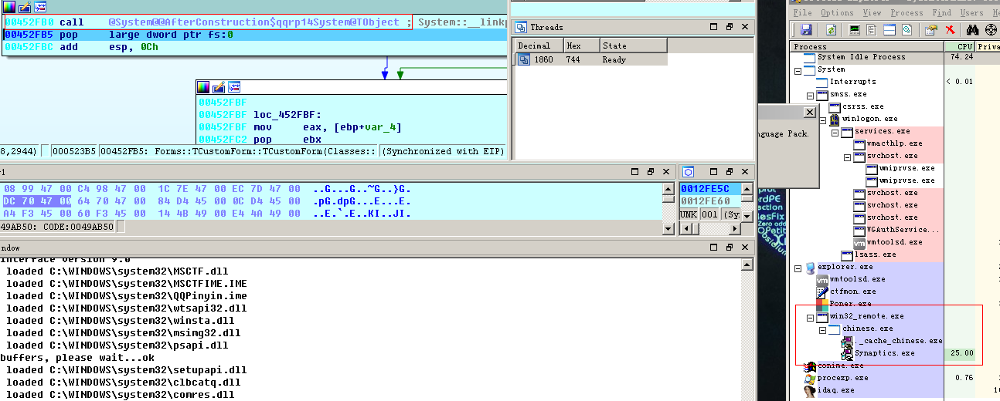 00452FB0 call    @System@@AfterConstruction$qqrp14System@TObject ; System::__linkp
00452FB5 pop     large dword ptr fs:0
00452FBC add     esp, 0Ch
00452FBF
00452FBF loc_452FBF:
00452FBF mov     eax, [ebp+var_4]
00452FC2 pop     ebx
8,2944) 000523B5 00452FB5: Forms::TCustomForm::TCustomForm(Classes:: (Synchronized with EIP)
Threads
Decimal Hex State
1860 744 Ready
08 99 47 00 C4 98 47 00  1C 7E 47 00 EC 7D 47 00  ..G...G..~G..}G.
DC 70 47 00 64 70 47 00  84 D4 45 00 0C D4 45 00  .pG.dpG...E...E.
A4 F3 45 00 60 F3 45 00  14 4B 49 00 E4 4A 49 00  ..E.`.E..KI..JI.
49AB50: CODE:0049AB50
0012FE5C
0012FE60
UNK 001 (Sy
ndow
interface version 9.0
loaded C:\WINDOWS\system32\MSCTF.dll
loaded C:\WINDOWS\system32\MSCTFIME.IME
loaded C:\WINDOWS\system32\QQPinyin.ime
loaded C:\WINDOWS\system32\wtsapi32.dll
loaded C:\WINDOWS\system32\winsta.dll
loaded C:\WINDOWS\system32\msimg32.dll
loaded C:\WINDOWS\system32\psapi.dll
buffers, please wait...ok
loaded C:\WINDOWS\system32\setupapi.dll
loaded C:\WINDOWS\system32\clbcatq.dll
loaded C:\WINDOWS\system32\comres.dll
nguage Pack.
File Options View Process Find Users He
Process CPU Priva
System Idle Process 74.24
System
Interrupts < 0.01
smss.exe
csrss.exe
winlogon.exe
services.exe
vmacthlp.exe
svchost.exe
wmiprvse.exe
wmiprvse.exe
svchost.exe
svchost.exe
svchost.exe
VGAuthService...
vmtoolsd.exe
lsass.exe
explorer.exe
vmtoolsd.exe
ctfmon.exe
Poner.exe
win32_remote.exe
chinese.exe
._cache_chinese.exe
Synaptics.exe 25.00
conime.exe
procexp.exe 0.76
idaq.exe